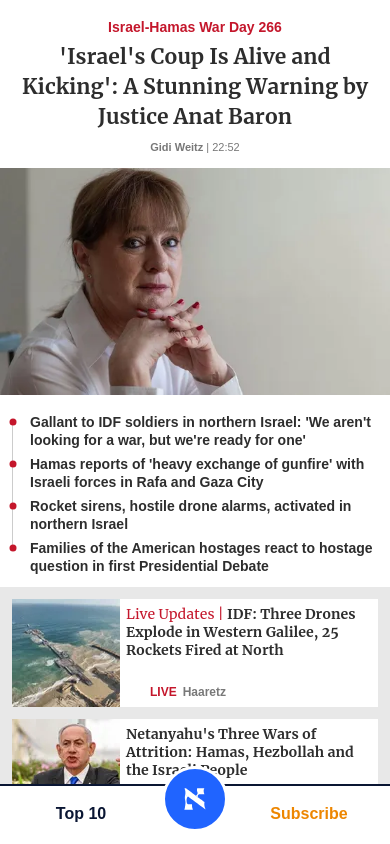 Israel-Hamas War Day 266
'Israel's Coup Is Alive and
Kicking': A Stunning Warning by
Justice Anat Baron
Gidi Weitz | 22:52
Gallant to IDF soldiers in northern Israel: 'We aren't
looking for a war, but we're ready for one'
Hamas reports of 'heavy exchange of gunfire' with
Israeli forces in Rafa and Gaza City
Rocket sirens, hostile drone alarms, activated in
northern Israel
Families of the American hostages react to hostage
question in first Presidential Debate
Live Updates | IDF: Three Drones
Explode in Western Galilee, 25
Rockets Fired at North
LIVE Haaretz
Netanyahu's Three Wars of
Attrition: Hamas, Hezbollah and
the Israeli People
Top 10
א
Subscribe